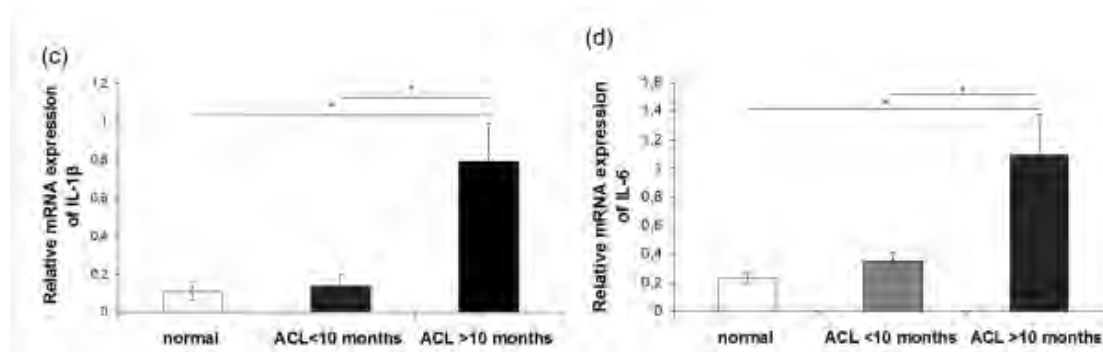 (c)
Relative mRNA expression
of IL-1β
1,2
1
0,8
0,6
0,4
0,2
0
*
*
normal
ACL<10 months
ACL >10 months
(d)
Relative mRNA expression
of IL-6
1,6
1,4
1,2
1
0,8
0,6
0,4
0,2
0
*
*
normal
ACL<10 months
ACL >10 months